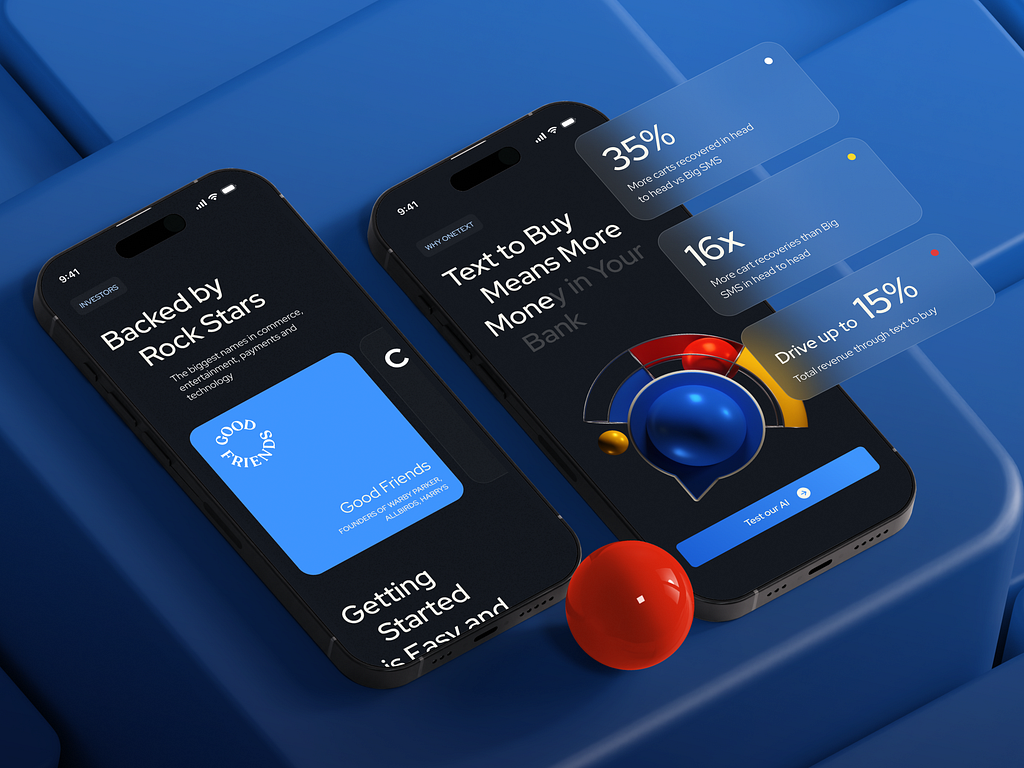 9:41
INVESTORS
Backed by
Rock Stars
The biggest names in commerce,
entertainment, payments and
technology
C
GOOD
FRIENDS
Good Friends
FOUNDERS OF WARBY PARKER,
ALLBIRDS, HARRYS
Getting
Started
is Easy and
9:41
WHY ONETEXT
Text to Buy
Means More
Money in Your
Bank
Test our AI
35%
More carts recovered in head
to head vs Big SMS
16x
More cart recoveries than Big
SMS in head to head
Drive up to 15%
Total revenue through text to buy